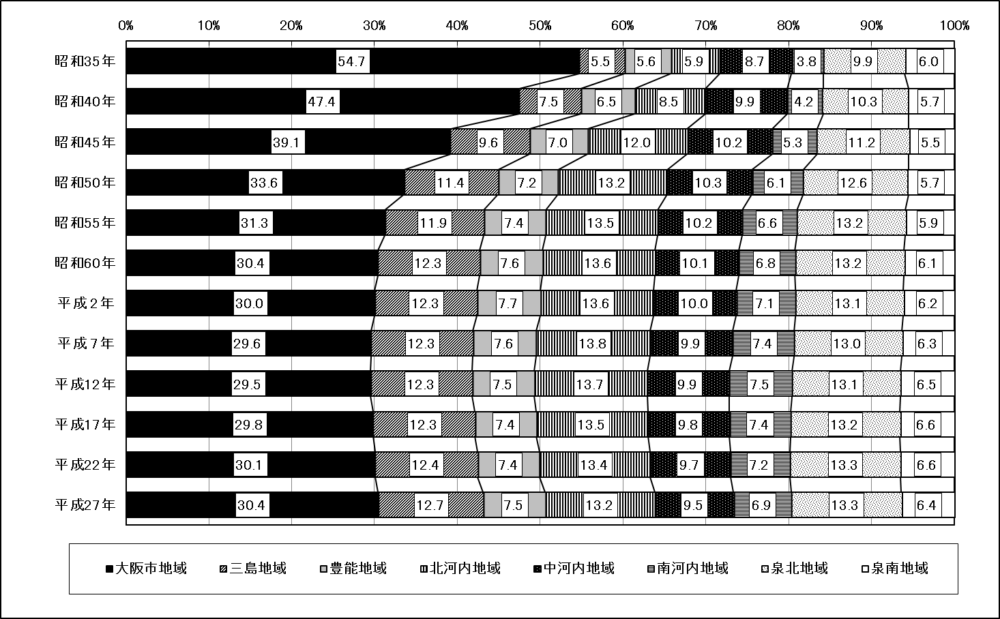 0% 10% 20% 30% 40% 50% 60% 70% 80% 90% 100%
昭和35年 54.7 5.5 5.6 5.9 8.7 3.8 9.9 6.0
昭和40年 47.4 7.5 6.5 8.5 9.9 4.2 10.3 5.7
昭和45年 39.1 9.6 7.0 12.0 10.2 5.3 11.2 5.5
昭和50年 33.6 11.4 7.2 13.2 10.3 6.1 12.6 5.7
昭和55年 31.3 11.9 7.4 13.5 10.2 6.6 13.2 5.9
昭和60年 30.4 12.3 7.6 13.6 10.1 6.8 13.2 6.1
平成２年 30.0 12.3 7.7 13.6 10.0 7.1 13.1 6.2
平成７年 29.6 12.3 7.6 13.8 9.9 7.4 13.0 6.3
平成12年 29.5 12.3 7.5 13.7 9.9 7.5 13.1 6.5
平成17年 29.8 12.3 7.4 13.5 9.8 7.4 13.2 6.6
平成22年 30.1 12.4 7.4 13.4 9.7 7.2 13.3 6.6
平成27年 30.4 12.7 7.5 13.2 9.5 6.9 13.3 6.4
大阪市地域 三島地域 豊能地域 北河内地域 中河内地域 南河内地域 泉北地域 泉南地域